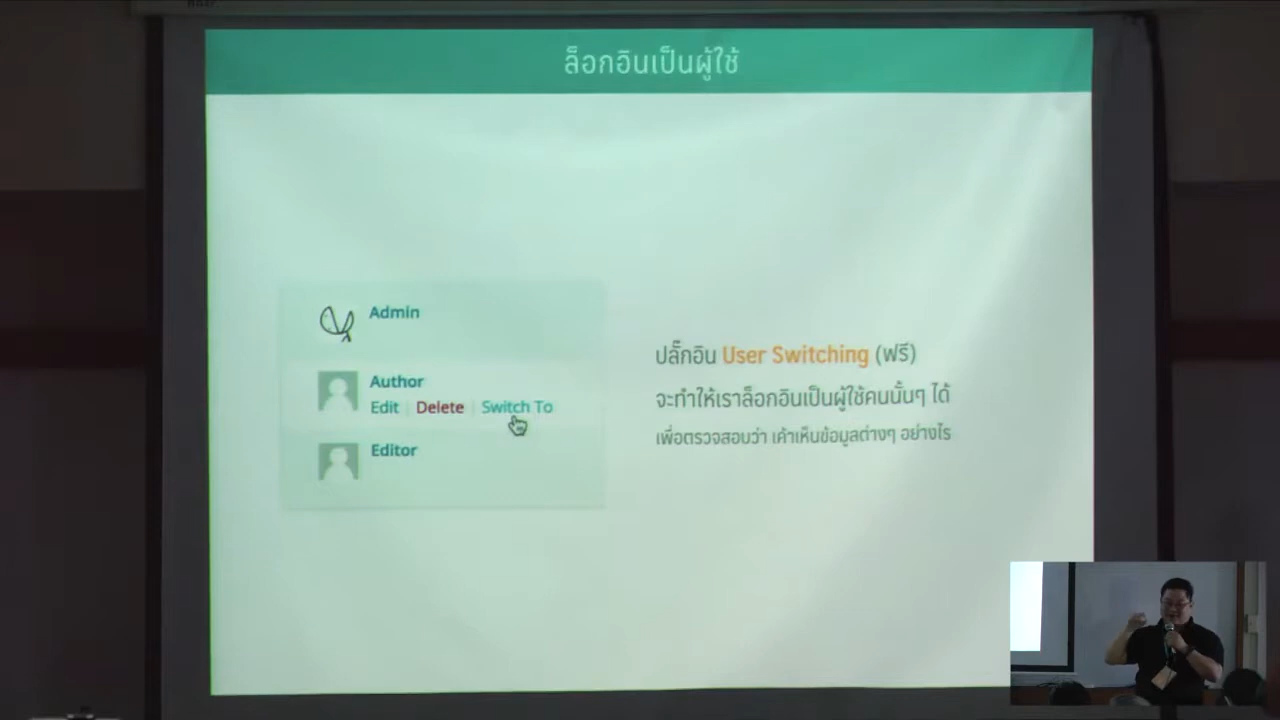 ล็อกอินเป็นผู้ใช้
Admin
Author
Edit | Delete | Switch To
Editor
ปลั๊กอิน User Switching (ฟรี)
จะทำให้เราล็อกอินเป็นผู้ใช้คนนั้นๆ ได้
เพื่อตรวจสอบว่า เค้าเห็นข้อมูลต่างๆ อย่างไร